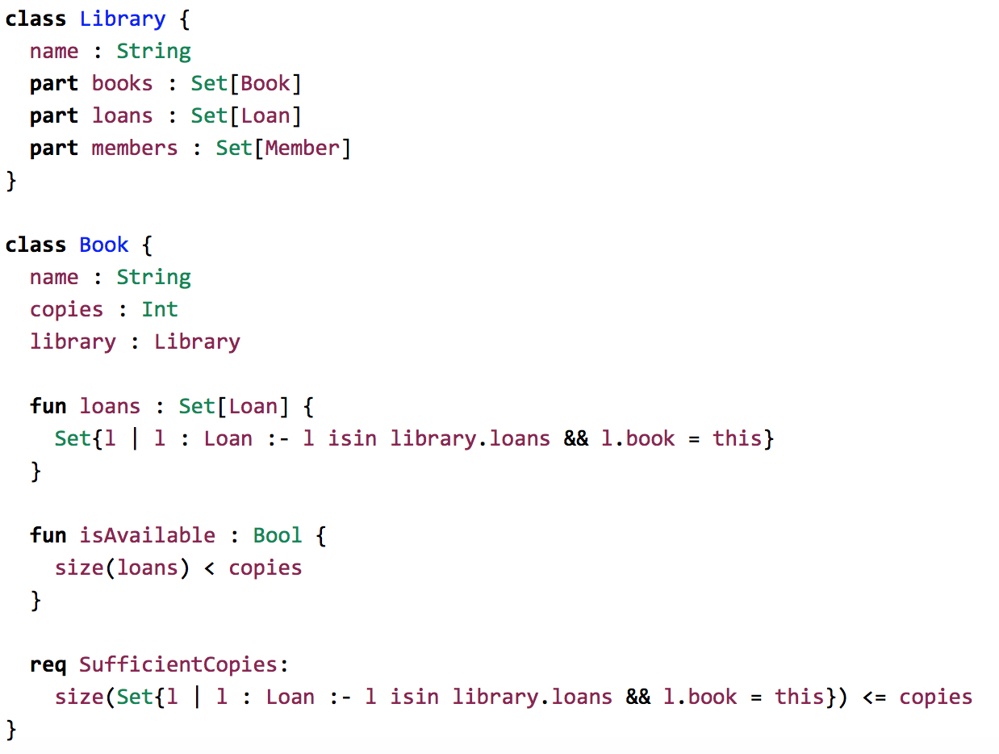 class Library {
  name : String
  part books : Set[Book]
  part loans : Set[Loan]
  part members : Set[Member]
}

class Book {
  name : String
  copies : Int
  library : Library

  fun loans : Set[Loan] {
    Set{l | l : Loan :- l isin library.loans && l.book = this}
  }

  fun isAvailable : Bool {
    size(loans) < copies
  }

  req SufficientCopies:
    size(Set{l | l : Loan :- l isin library.loans && l.book = this}) <= copies
}